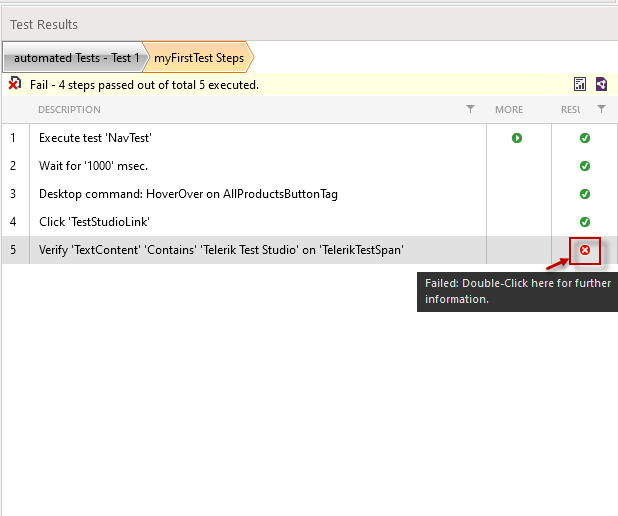 Test Results
automated Tests - Test 1 myFirstTest Steps
Fail - 4 steps passed out of total 5 executed.
DESCRIPTION MORE RESU
1 Execute test 'NavTest'
2 Wait for '1000' msec.
3 Desktop command: HoverOver on AllProductsButtonTag
4 Click 'TestStudioLink'
5 Verify 'TextContent' 'Contains' 'Telerik Test Studio' on 'TelerikTestSpan'
Failed: Double-Click here for further
information.